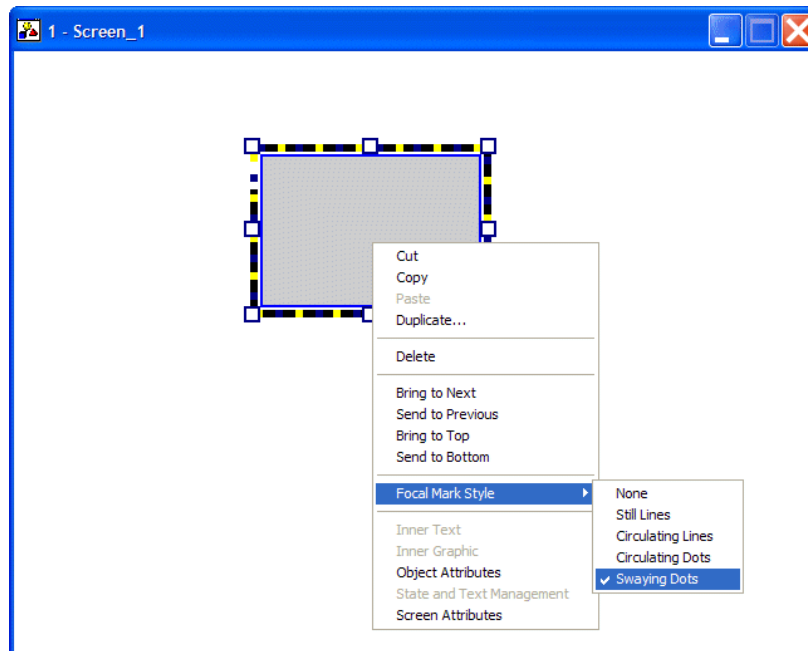 1 - Screen_1
Cut
Copy
Paste
Duplicate...
Delete
Bring to Next
Send to Previous
Bring to Top
Send to Bottom
Focal Mark Style
None
Still Lines
Circulating Lines
Circulating Dots
Swaying Dots
Inner Text
Inner Graphic
Object Attributes
State and Text Management
Screen Attributes